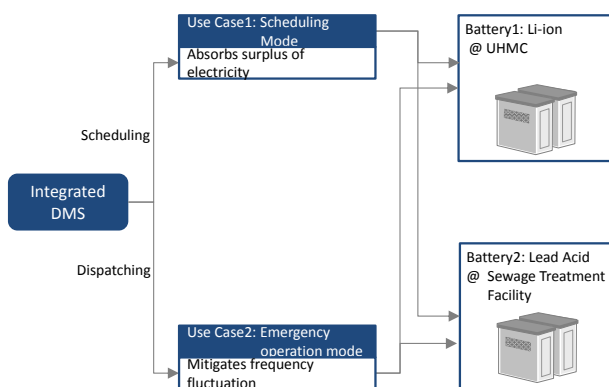 Use Case1: Scheduling
Mode
Absorbs surplus of
electricity
Battery1: Li-ion
@ UHMC
Scheduling
Integrated
DMS
Dispatching
Battery2: Lead Acid
@ Sewage Treatment
Facility
Use Case2: Emergency
operation mode
Mitigates frequency
fluctuation